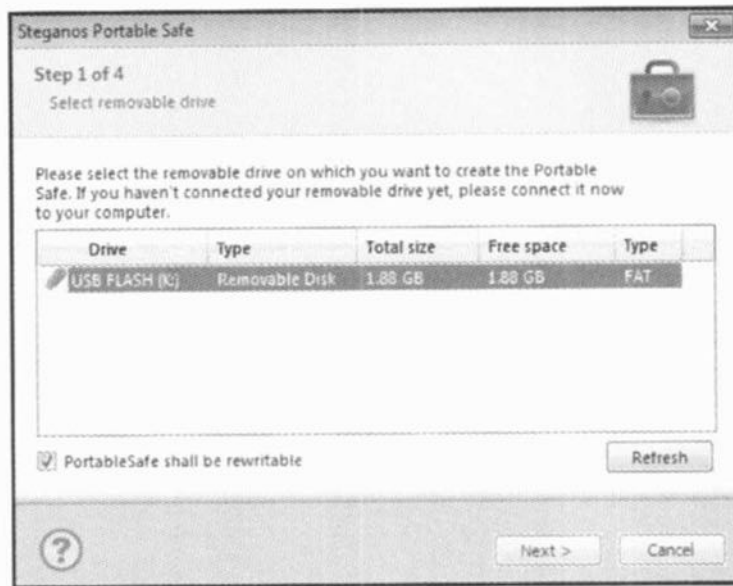 Steganos Portable Safe
Step 1 of 4
Select removable drive
Please select the removable drive on which you want to create the Portable
Safe. If you haven't connected your removable drive yet, please connect it now
to your computer.
Drive Type Total size Free space Type
USB FLASH (K:) Removable Disk 1.88 GB 1.88 GB FAT
PortableSafe shall be rewritable Refresh
? Next > Cancel